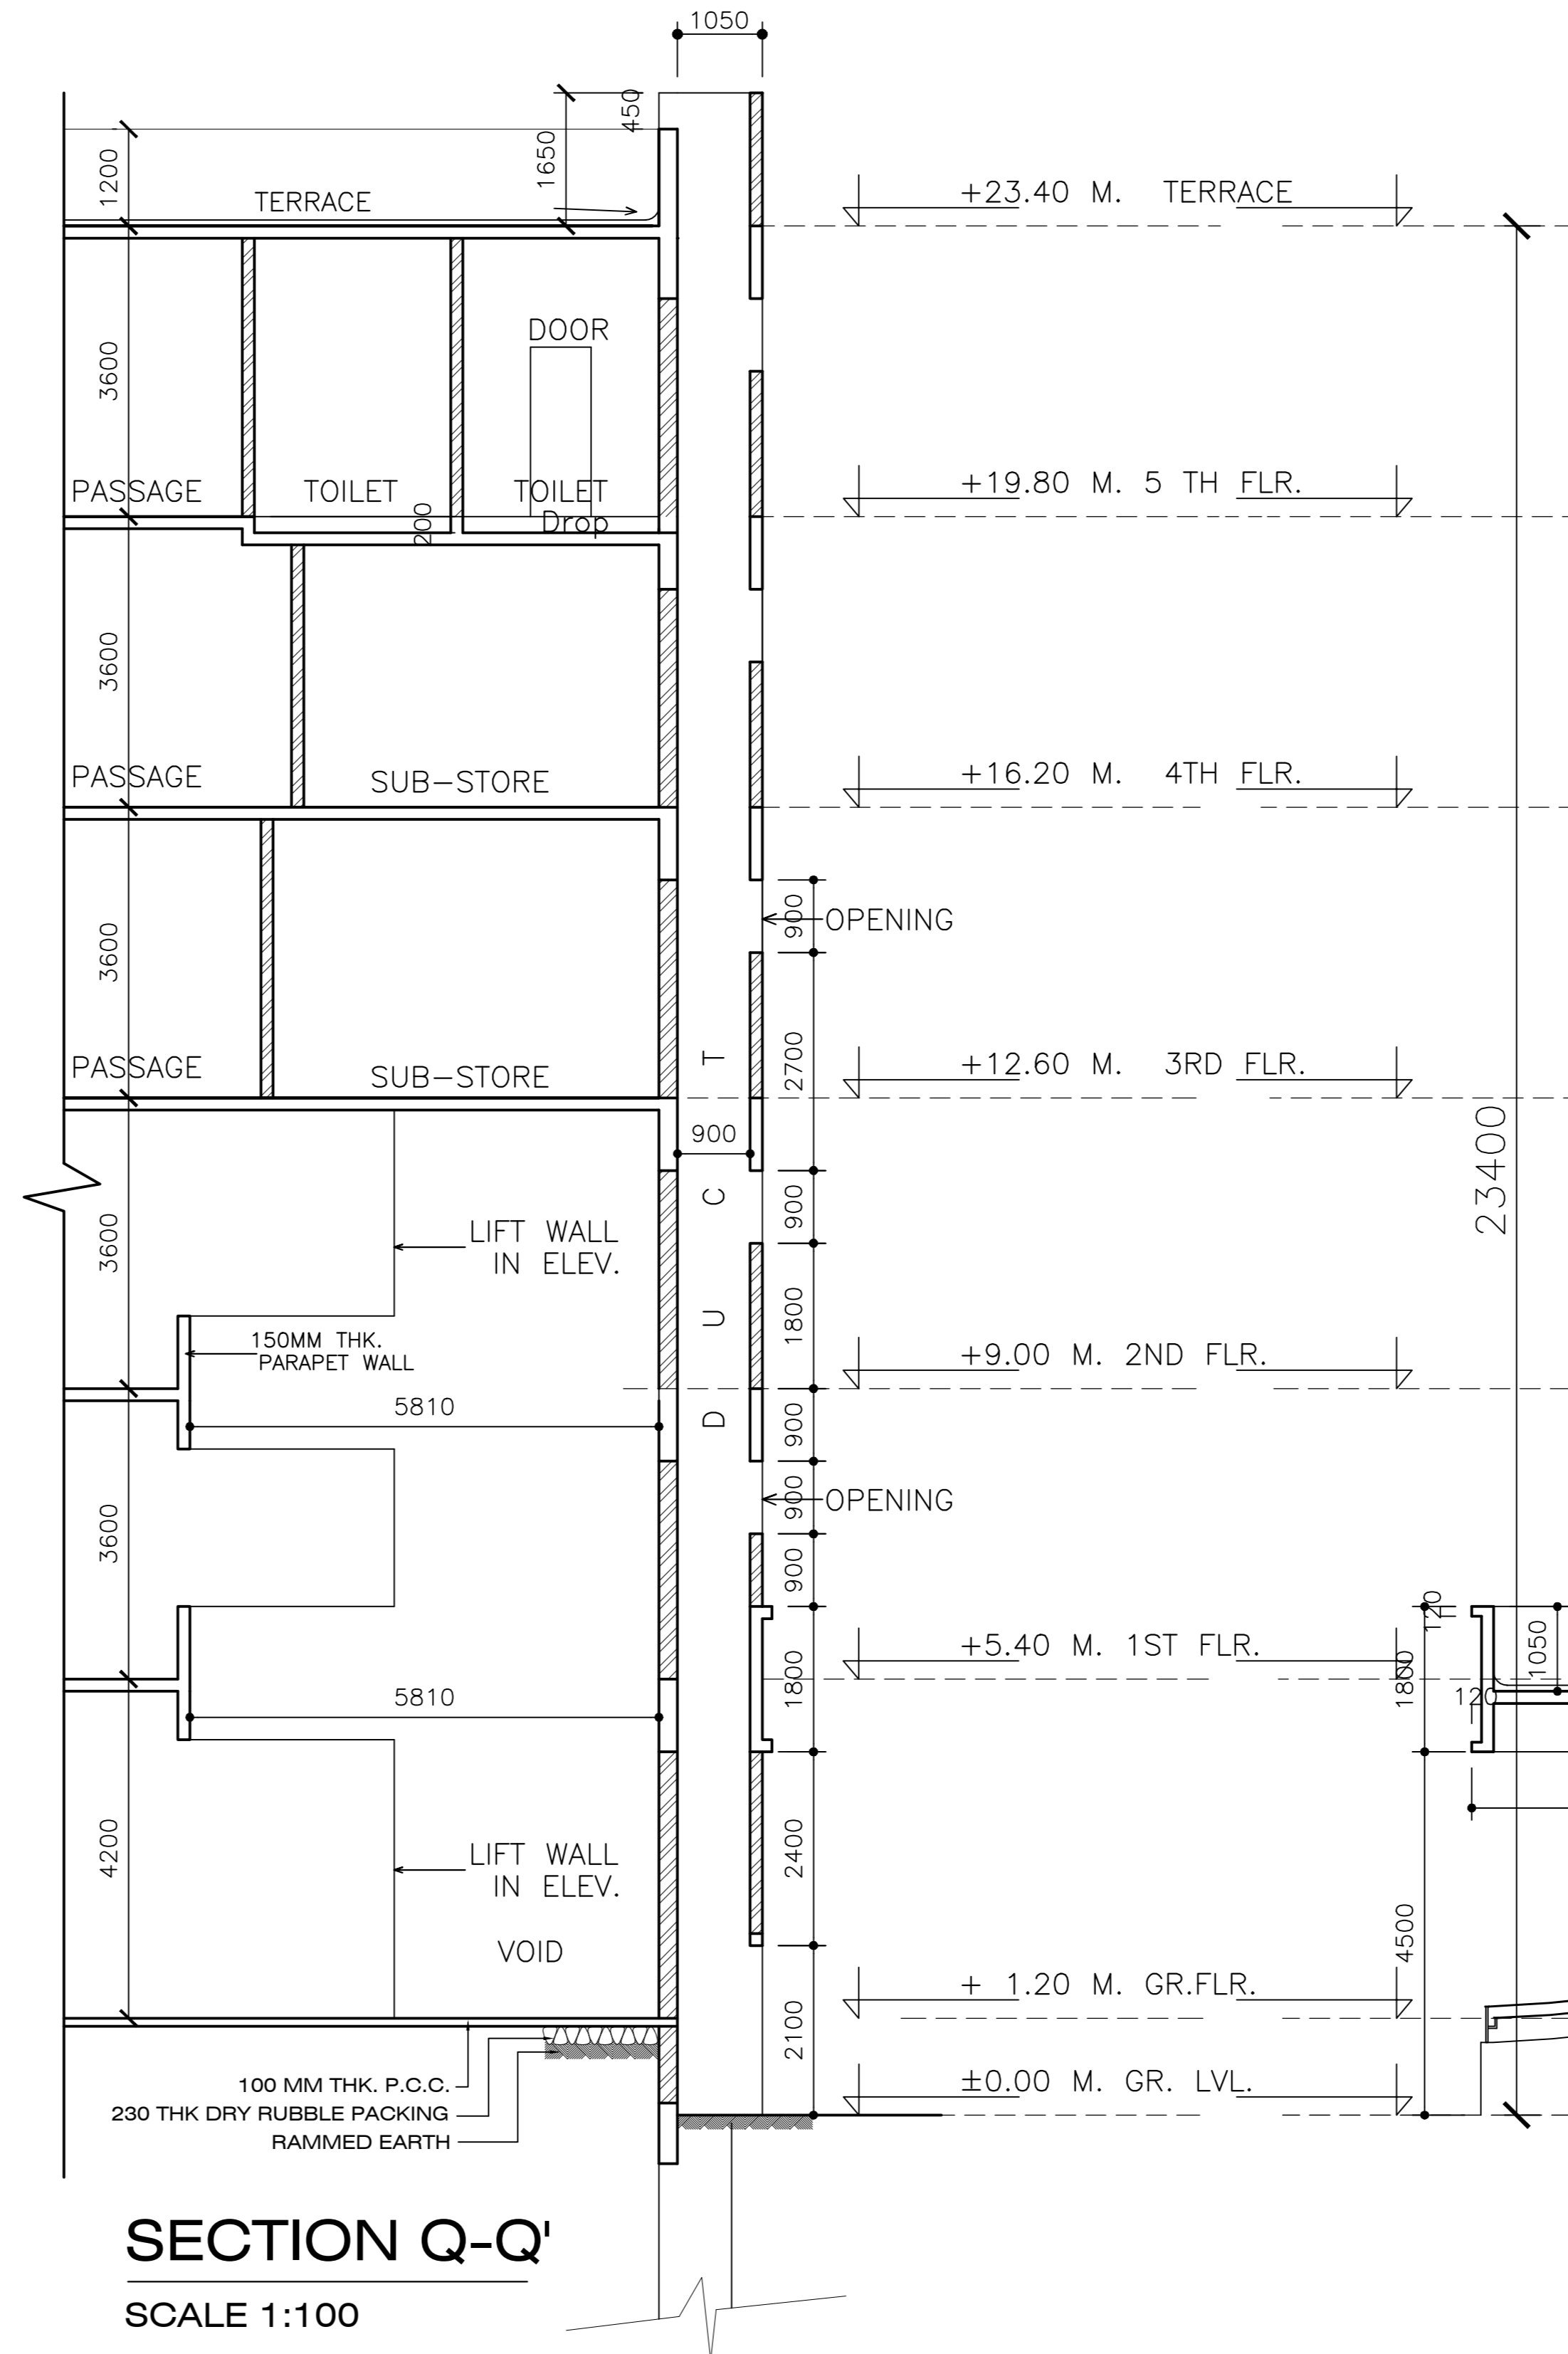 1050
450
1650
1200
TERRACE
+23.40 M. TERRACE
DOOR
3600
PASSAGE
TOILET
TOILET
+19.80 M. 5 TH FLR.
200
Drop
3600
PASSAGE
SUB-STORE
+16.20 M. 4TH FLR.
900
OPENING
3600
2700
PASSAGE
SUB-STORE
T
+12.60 M. 3RD FLR.
900
23400
C
900
3600
LIFT WALL
IN ELEV.
U
1800
150MM THK.
PARAPET WALL
+9.00 M. 2ND FLR.
5810
D
900
900
OPENING
3600
900
120
+5.40 M. 1ST FLR.
1050
1800
1800
5810
120
4200
LIFT WALL
IN ELEV.
2400
4500
VOID
+ 1.20 M. GR.FLR.
2100
100 MM THK. P.C.C.
±0.00 M. GR. LVL.
230 THK DRY RUBBLE PACKING
RAMMED EARTH
SECTION Q-Q'
SCALE 1:100